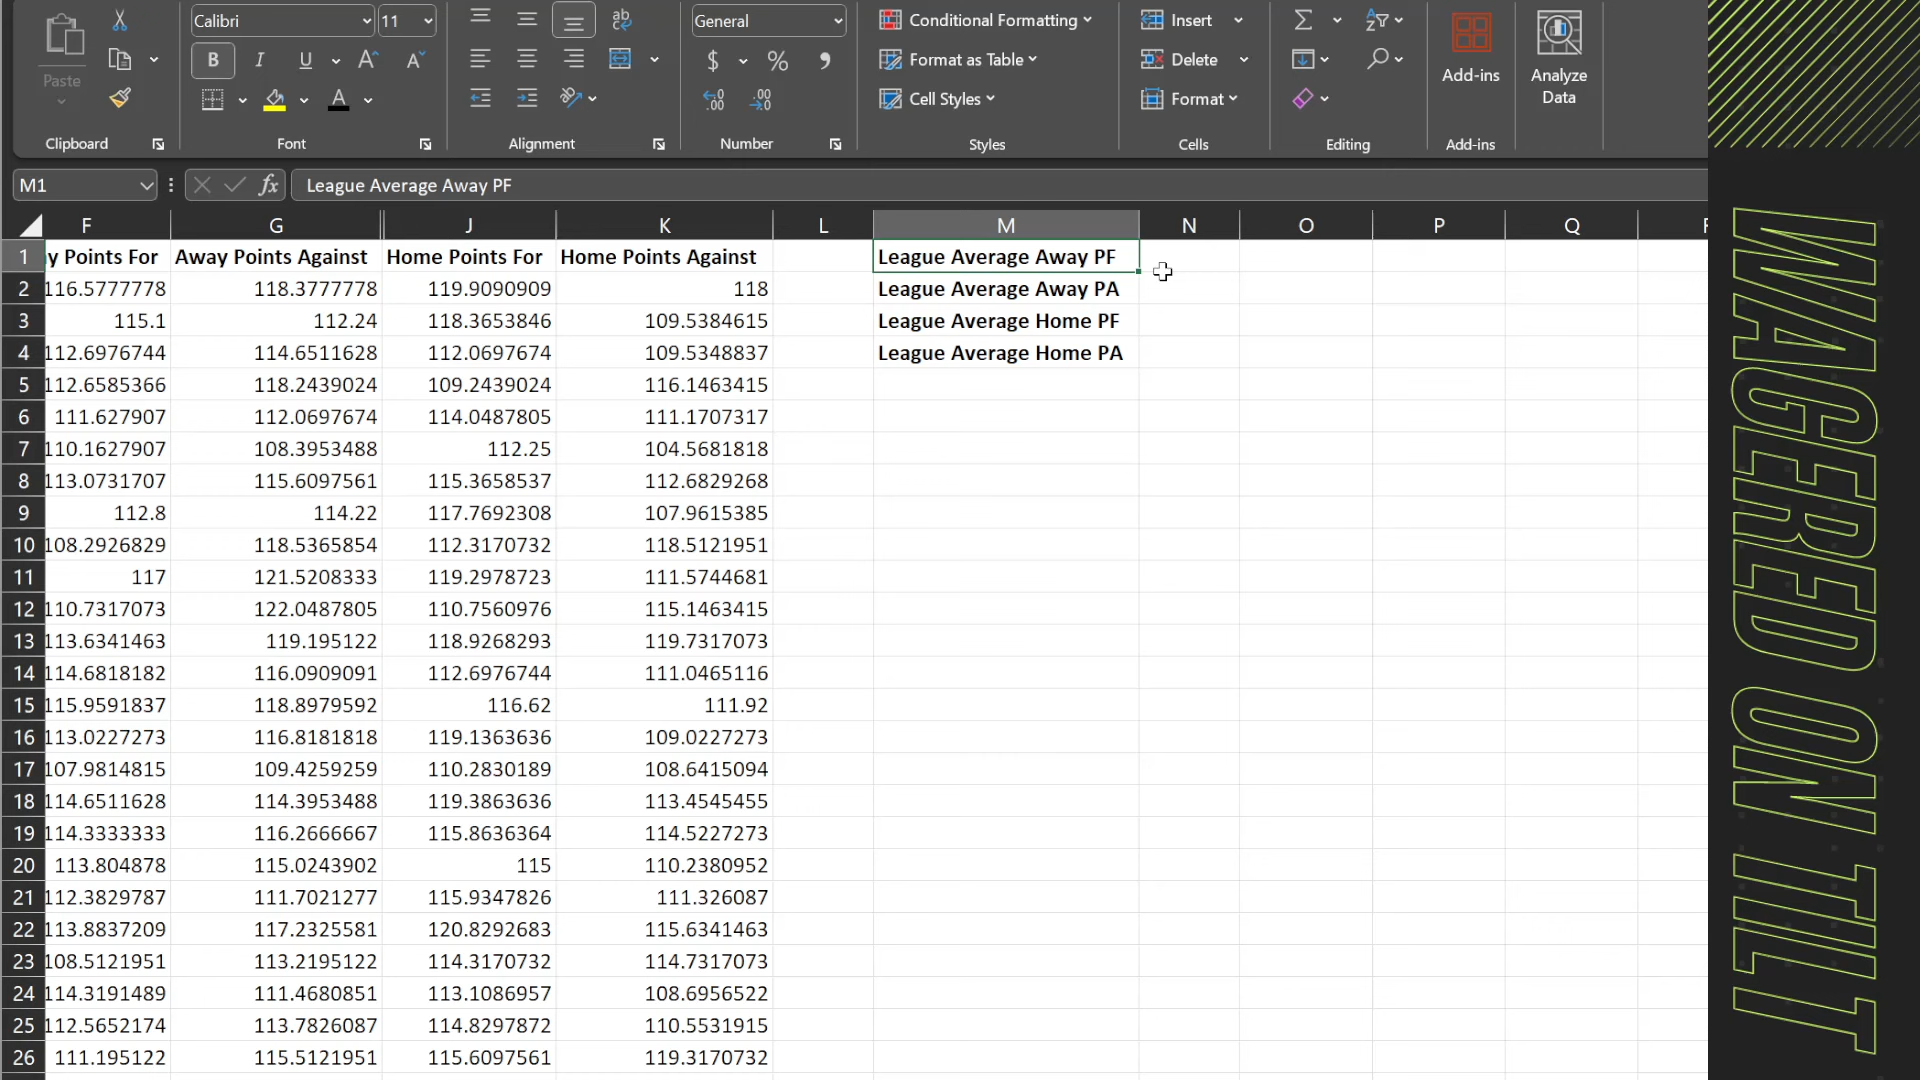 Calibri 11 General Conditional Formatting Insert
Paste B I U A A $ % Format as Table Delete Add-ins Analyze Data
A Cell Styles Format
Clipboard Font Alignment Number Styles Cells Editing Add-ins
M1 fx League Average Away PF
F G J K L M N O P Q
1 y Points For Away Points Against Home Points For Home Points Against League Average Away PF
2 116.5777778 118.3777778 119.9090909 118 League Average Away PA
3 115.1 112.24 118.3653846 109.5384615 League Average Home PF
4 112.6976744 114.6511628 112.0697674 109.5348837 League Average Home PA
5 112.6585366 118.2439024 109.2439024 116.1463415
6 111.627907 112.0697674 114.0487805 111.1707317
7 110.1627907 108.3953488 112.25 104.5681818
8 113.0731707 115.6097561 115.3658537 112.6829268
9 112.8 114.22 117.7692308 107.9615385
10 108.2926829 118.5365854 112.3170732 118.5121951
11 117 121.5208333 119.2978723 111.5744681
12 110.7317073 122.0487805 110.7560976 115.1463415
13 113.6341463 119.195122 118.9268293 119.7317073
14 114.6818182 116.0909091 112.6976744 111.0465116
15 115.9591837 118.8979592 116.62 111.92
16 113.0227273 116.8181818 119.1363636 109.0227273
17 107.9814815 109.4259259 110.2830189 108.6415094
18 114.6511628 114.3953488 119.3863636 113.4545455
19 114.3333333 116.2666667 115.8636364 114.5227273
20 113.804878 115.0243902 115 110.2380952
21 112.3829787 111.7021277 115.9347826 111.326087
22 113.8837209 117.2325581 120.8292683 115.6341463
23 108.5121951 113.2195122 114.3170732 114.7317073
24 114.3191489 111.4680851 113.1086957 108.6956522
25 112.5652174 113.7826087 114.8297872 110.5531915
26 111.195122 115.5121951 115.6097561 119.3170732
WAGERED ON TILT